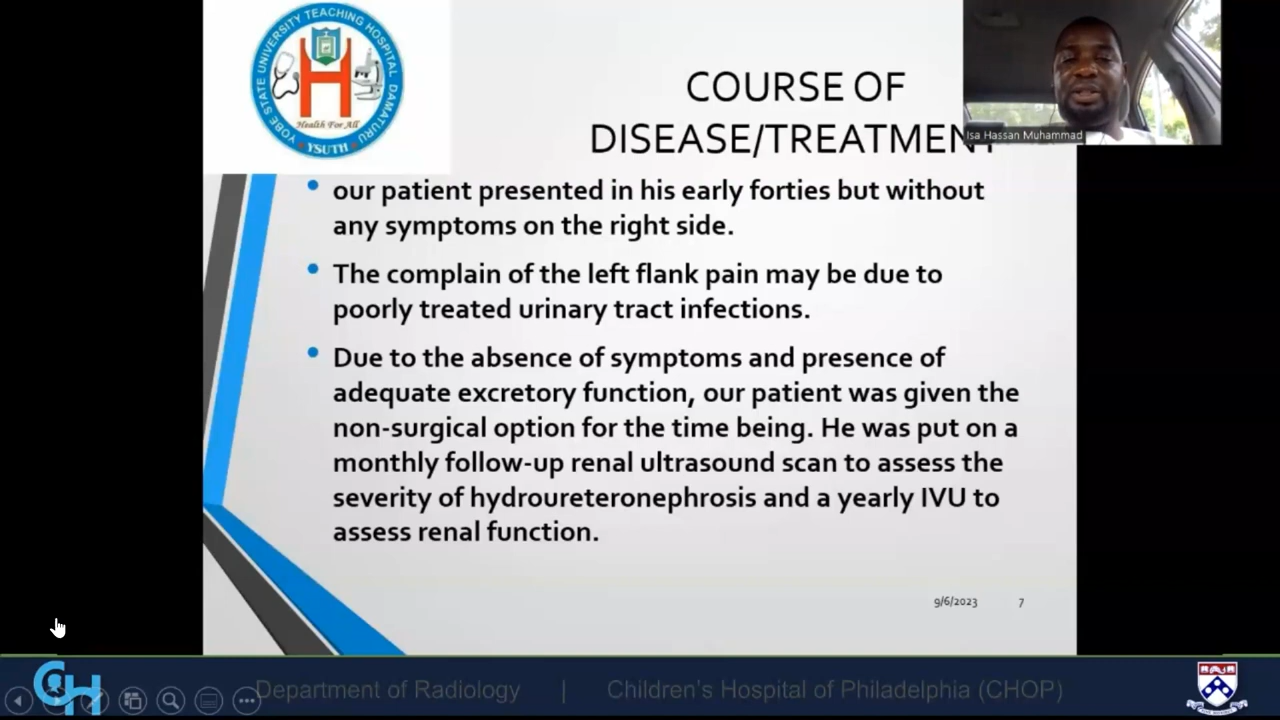 YOBE STATE UNIVERSITY TEACHING HOSPITAL DAMATURU
H
Health For All
YSUTH
COURSE OF
DISEASE/TREATMENT
Isa Hassan Muhammad
• our patient presented in his early forties but without
any symptoms on the right side.
• The complain of the left flank pain may be due to
poorly treated urinary tract infections.
• Due to the absence of symptoms and presence of
adequate excretory function, our patient was given the
non-surgical option for the time being. He was put on a
monthly follow-up renal ultrasound scan to assess the
severity of hydroureteronephrosis and a yearly IVU to
assess renal function.
9/6/2023 7
CH Department of Radiology | Children's Hospital of Philadelphia (CHOP)